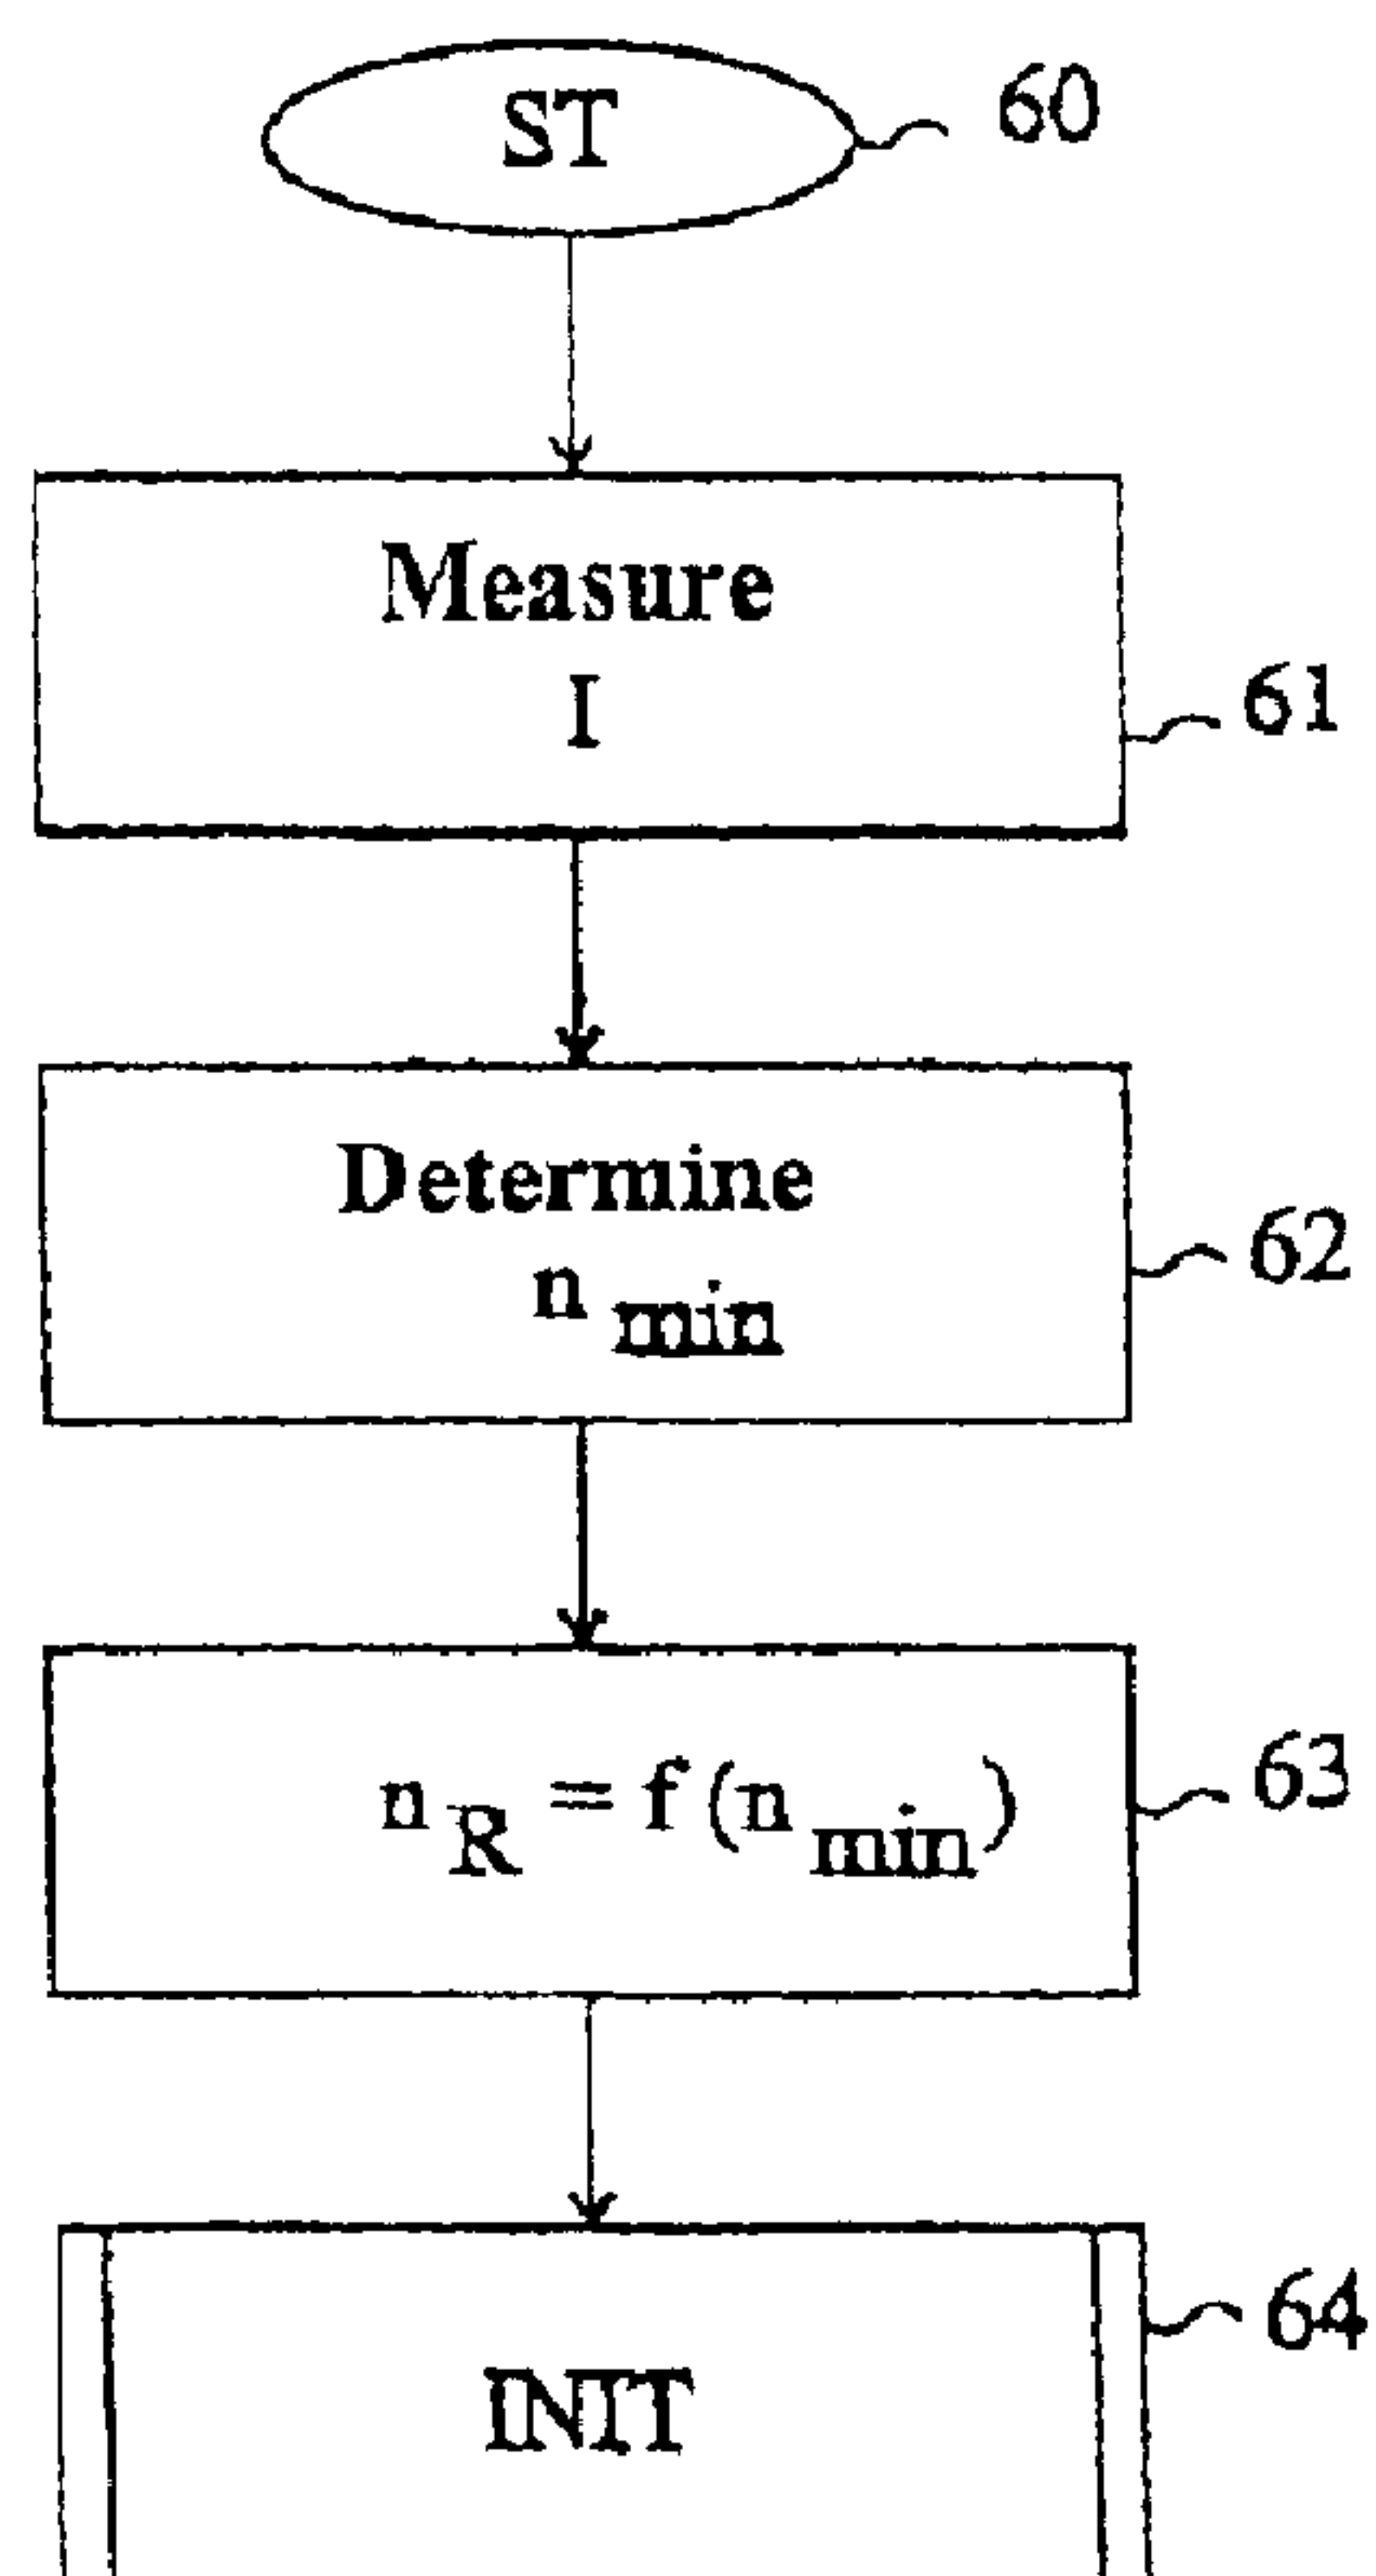 ST
60
Measure
I
61
Determine
n min
62
n R = f (n min)
63
INIT
64